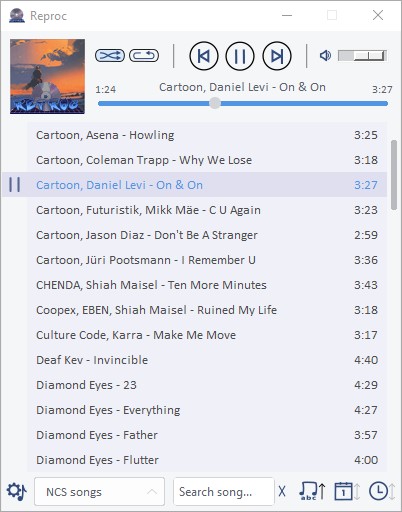 Reproc
REPROC
1:24
Cartoon, Daniel Levi - On & On
3:27
Cartoon, Asena - Howling 3:25
Cartoon, Coleman Trapp - Why We Lose 3:18
Cartoon, Daniel Levi - On & On 3:27
Cartoon, Futuristik, Mikk Mäe - C U Again 3:23
Cartoon, Jason Diaz - Don't Be A Stranger 2:59
Cartoon, Jüri Pootsmann - I Remember U 3:36
CHENDA, Shiah Maisel - Ten More Minutes 3:43
Coopex, EBEN, Shiah Maisel - Ruined My Life 3:18
Culture Code, Karra - Make Me Move 3:17
Deaf Kev - Invincible 4:40
Diamond Eyes - 23 4:29
Diamond Eyes - Everything 4:27
Diamond Eyes - Father 3:57
Diamond Eyes - Flutter 4:00
NCS songs
Search song...
X
abc
1